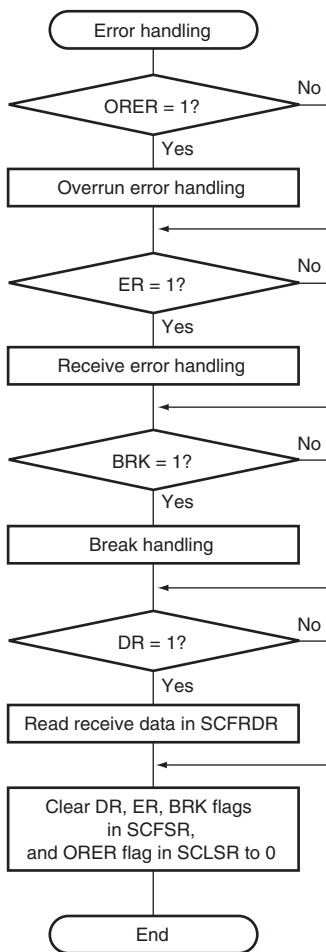 Error handling
ORER = 1?
No
Yes
Overrun error handling
ER = 1?
No
Yes
Receive error handling
BRK = 1?
No
Yes
Break handling
DR = 1?
No
Yes
Read receive data in SCFRDR
Clear DR, ER, BRK flags
in SCFSR,
and ORER flag in SCLSR to 0
End